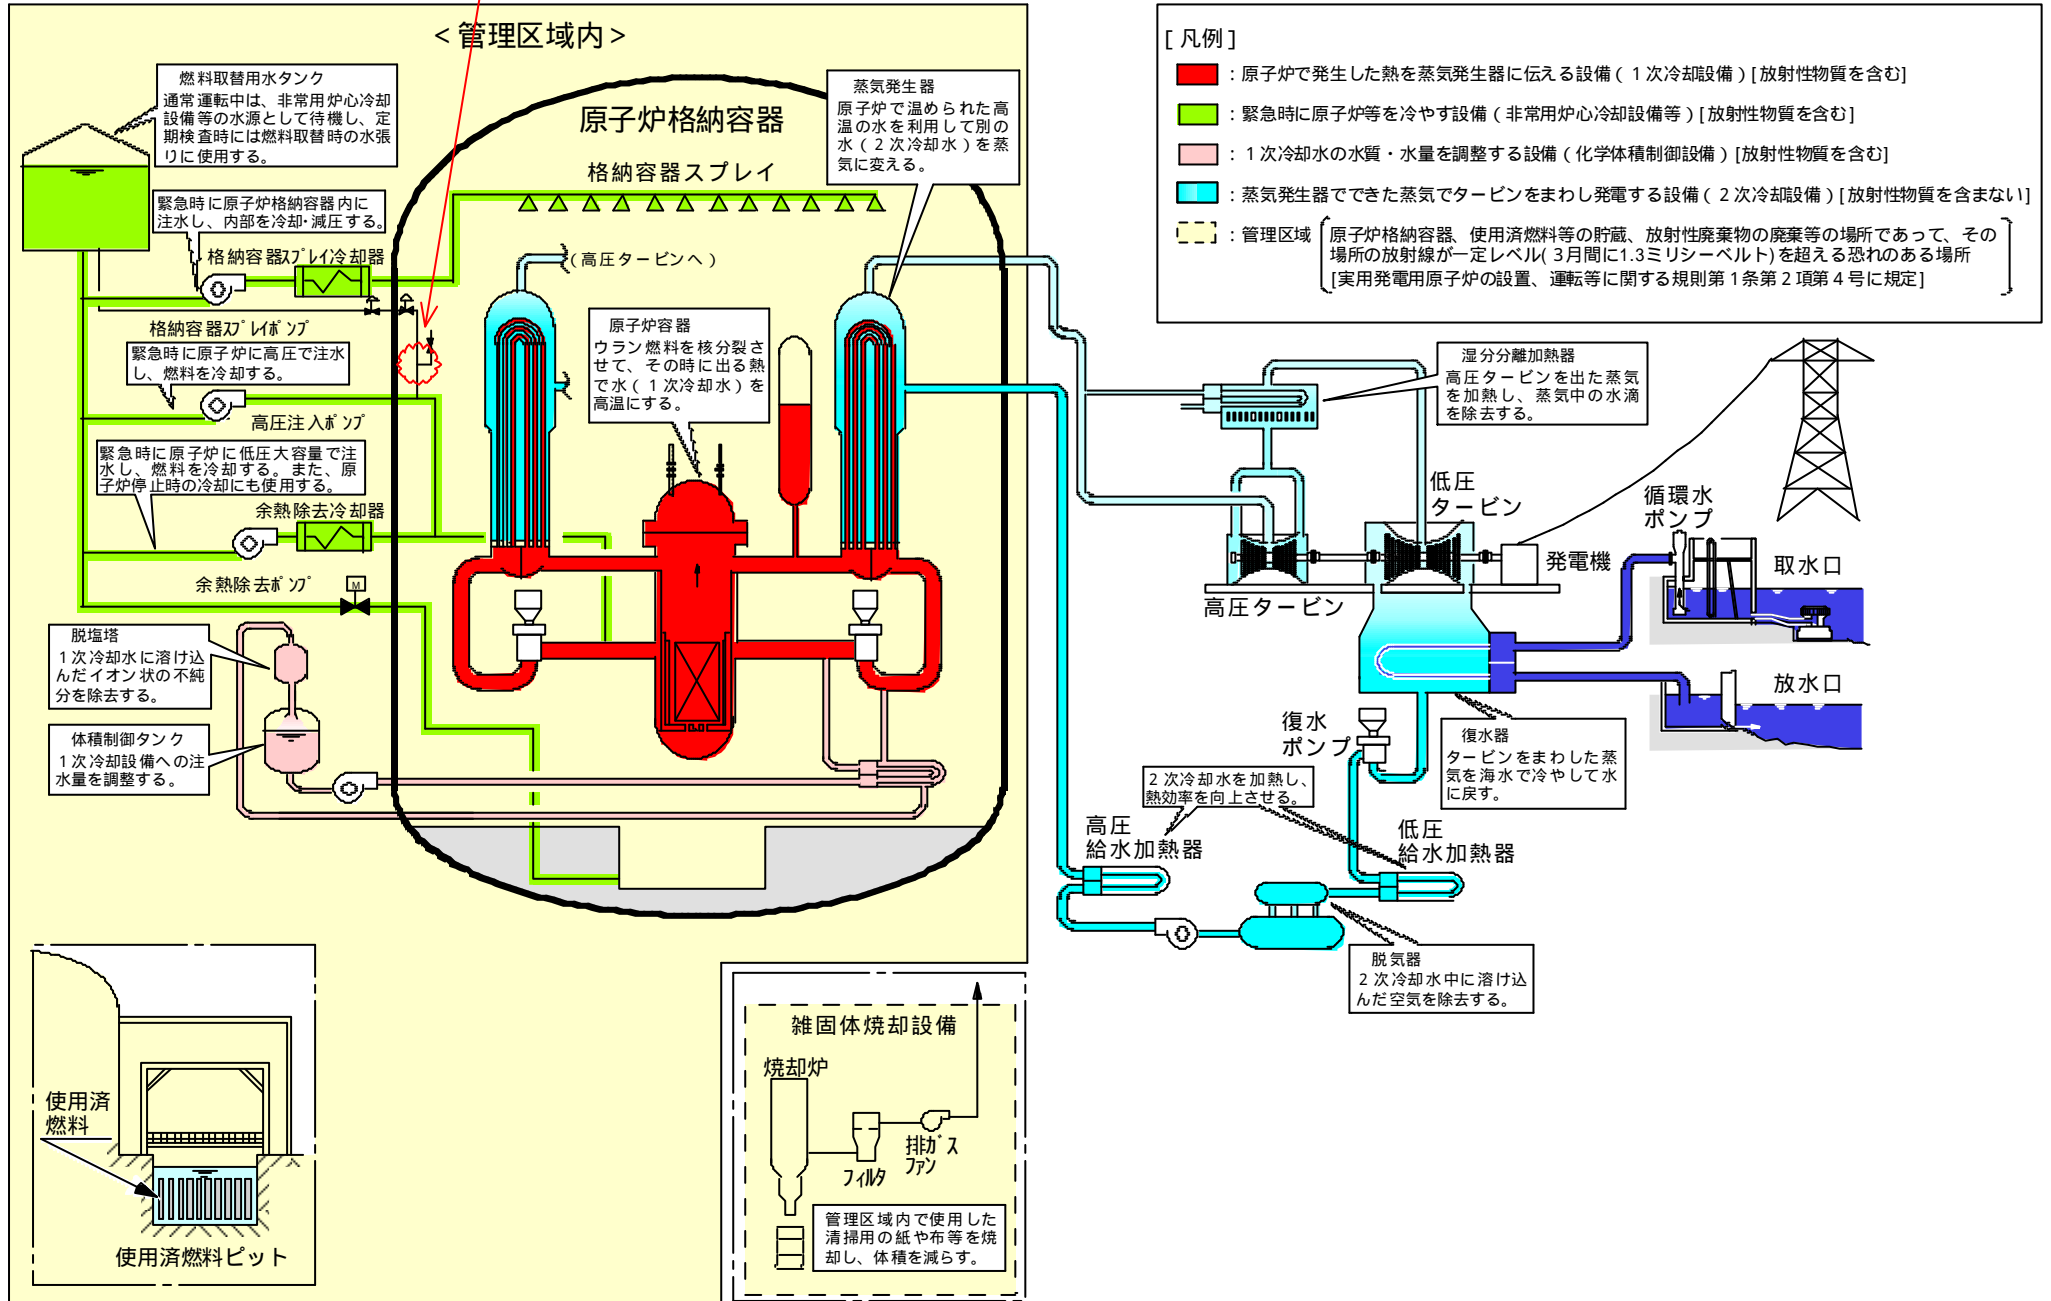 ＜管理区域内＞
燃料取替用水タンク
通常運転中は、非常用炉心冷却
設備等の水源として待機し、定
期検査時には燃料取替時の水張
りに使用する。
緊急時に原子炉格納容器内に
注水し、内部を冷却・減圧する。
格納容器ｽﾌﾟﾚｲ冷却器
格納容器ｽﾌﾟﾚｲﾎﾟﾝﾌﾟ
緊急時に原子炉に高圧で注水
し、燃料を冷却する。
高圧注入ﾎﾟﾝﾌﾟ
緊急時に原子炉に低圧大容量で注
水し、燃料を冷却する。また、原
子炉停止時の冷却にも使用する。
余熱除去冷却器
余熱除去ﾎﾟﾝﾌﾟ
M
脱塩塔
１次冷却水に溶け込
んだイオン状の不純
分を除去する。
体積制御タンク
１次冷却設備への注
水量を調整する。
原子炉格納容器
格納容器スプレイ
（高圧タービンへ）
蒸気発生器
原子炉で温められた高
温の水を利用して別の
水（２次冷却水）を蒸
気に変える。
原子炉容器
ウラン燃料を核分裂さ
せて、その時に出る熱
で水（１次冷却水）を
高温にする。
[ 凡例 ]
：原子炉で発生した熱を蒸気発生器に伝える設備（１次冷却設備）[放射性物質を含む]
：緊急時に原子炉等を冷やす設備（非常用炉心冷却設備等）[放射性物質を含む]
：１次冷却水の水質・水量を調整する設備（化学体積制御設備）[放射性物質を含む]
：蒸気発生器でできた蒸気でタービンをまわし発電する設備（２次冷却設備）[放射性物質を含まない]
：管理区域
原子炉格納容器、使用済燃料等の貯蔵、放射性廃棄物の廃棄等の場所であって、その
場所の放射線が一定レベル(３月間に1.3ミリシーベルト)を超える恐れのある場所
[実用発電用原子炉の設置、運転等に関する規則第１条第２項第４号に規定]
湿分分離加熱器
高圧タービンを出た蒸気
を加熱し、蒸気中の水滴
を除去する。
低圧
タービン
高圧タービン
発電機
循環水
ポンプ
取水口
放水口
復水
ポンプ
復水器
タービンをまわした蒸
気を海水で冷やして水
に戻す。
２次冷却水を加熱し、
熱効率を向上させる。
高圧
給水加熱器
低圧
給水加熱器
脱気器
２次冷却水中に溶け込
んだ空気を除去する。
使用済
燃料
使用済燃料ピット
雑固体焼却設備
焼却炉
ﾌｨﾙﾀ
排ｶﾞｽ
ﾌｧﾝ
管理区域内で使用した
清掃用の紙や布等を焼
却し、体積を減らす。